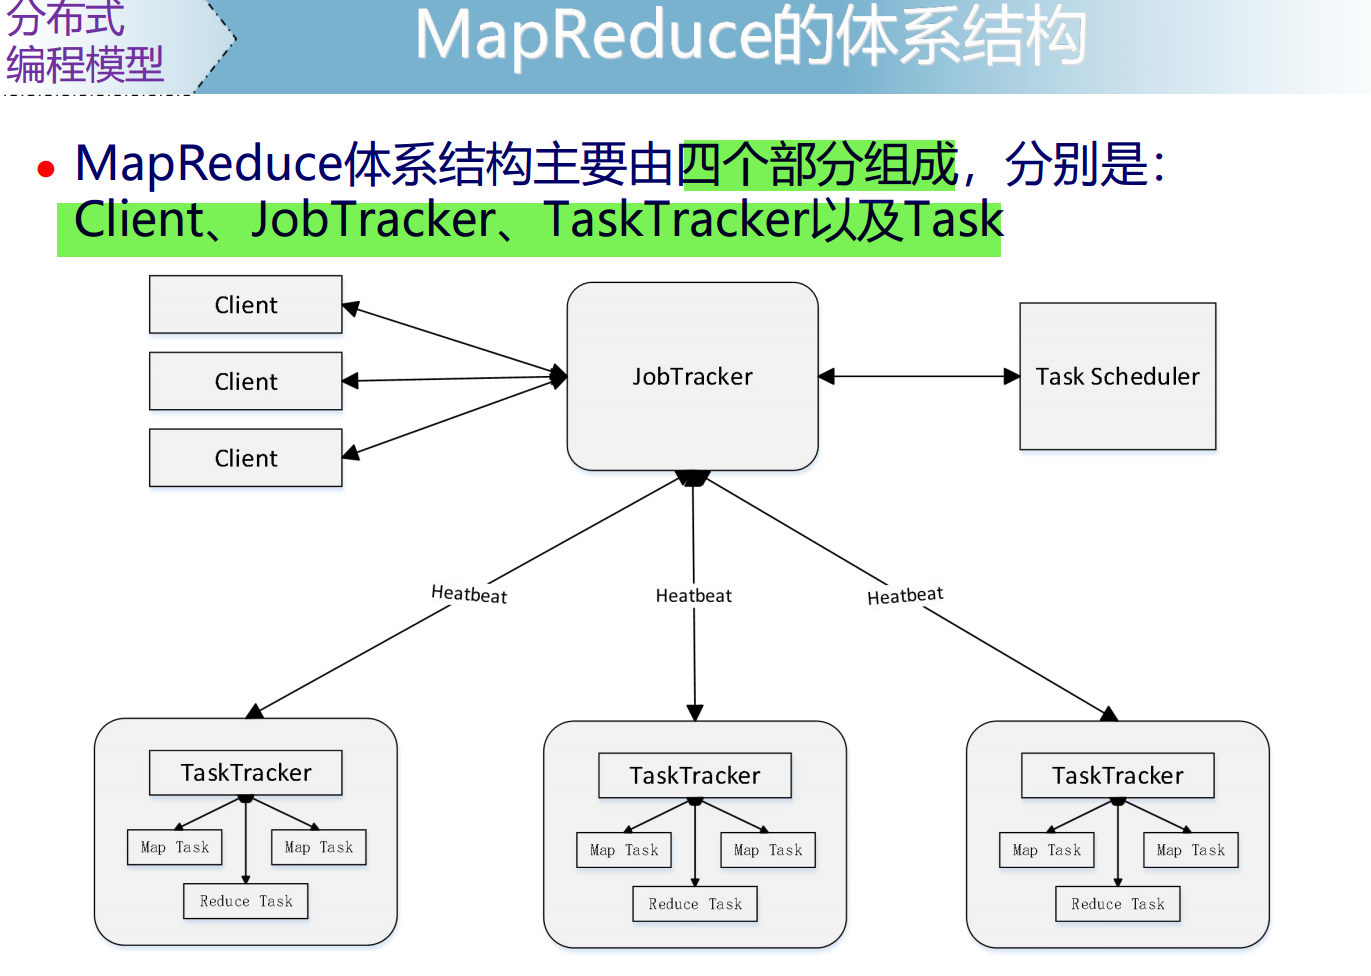 分布式
编程模型
MapReduce的体系结构
MapReduce体系结构主要由四个部分组成，分别是：
Client、JobTracker、TaskTracker以及Task
Client
Client
Client
JobTracker
Task Scheduler
Heatbeat
Heatbeat
Heatbeat
TaskTracker
Map Task
Map Task
Reduce Task
TaskTracker
Map Task
Map Task
Reduce Task
TaskTracker
Map Task
Map Task
Reduce Task